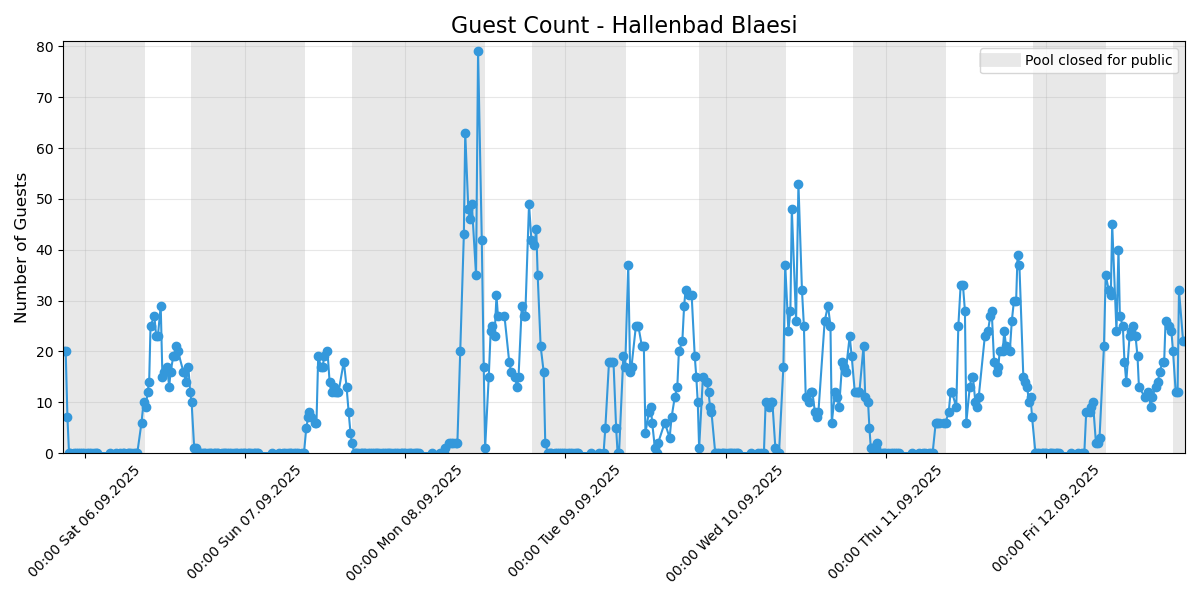 Guest Count - Hallenbad Blaesi
Pool closed for public
Number of Guests
80
70
60
50
40
30
20
10
0
00:00 Sat 06.09.2025
00:00 Sun 07.09.2025
00:00 Mon 08.09.2025
00:00 Tue 09.09.2025
00:00 Wed 10.09.2025
00:00 Thu 11.09.2025
00:00 Fri 12.09.2025